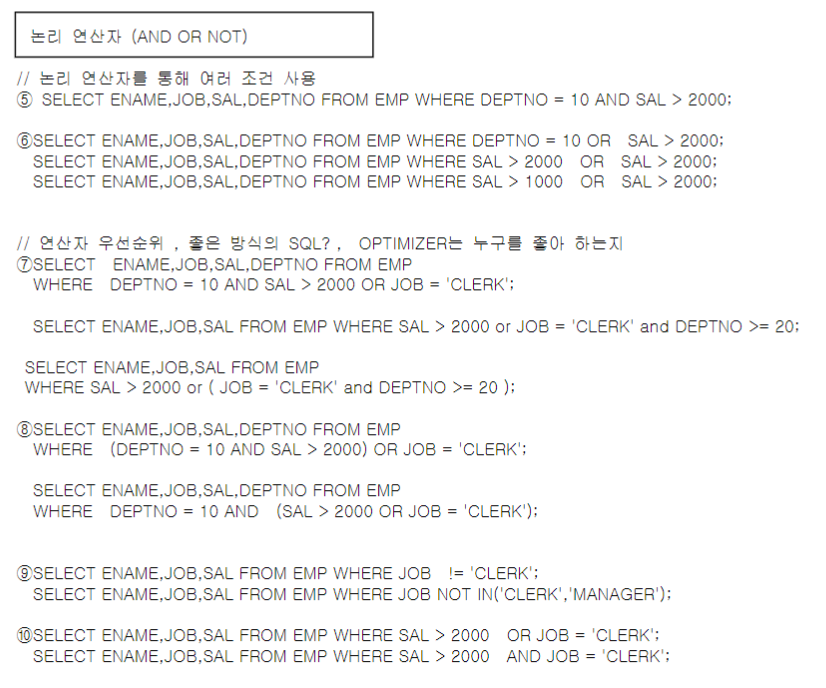 논리 연산자 (AND OR NOT)
// 논리 연산자를 통해 여러 조건 사용
⑤ SELECT ENAME,JOB,SAL,DEPTNO FROM EMP WHERE DEPTNO = 10 AND SAL > 2000;
⑥SELECT ENAME,JOB,SAL,DEPTNO FROM EMP WHERE DEPTNO = 10 OR SAL > 2000;
SELECT ENAME,JOB,SAL,DEPTNO FROM EMP WHERE SAL > 2000 OR SAL > 2000;
SELECT ENAME,JOB,SAL,DEPTNO FROM EMP WHERE SAL > 1000 OR SAL > 2000;
// 연산자 우선순위 , 좋은 방식의 SQL? , OPTIMIZER는 누구를 좋아 하는지
⑦SELECT ENAME,JOB,SAL,DEPTNO FROM EMP
WHERE DEPTNO = 10 AND SAL > 2000 OR JOB = 'CLERK';
SELECT ENAME,JOB,SAL FROM EMP WHERE SAL > 2000 or JOB = 'CLERK' and DEPTNO >= 20;
SELECT ENAME,JOB,SAL FROM EMP
WHERE SAL > 2000 or ( JOB = 'CLERK' and DEPTNO >= 20 );
⑧SELECT ENAME,JOB,SAL,DEPTNO FROM EMP
WHERE (DEPTNO = 10 AND SAL > 2000) OR JOB = 'CLERK';
SELECT ENAME,JOB,SAL,DEPTNO FROM EMP
WHERE DEPTNO = 10 AND (SAL > 2000 OR JOB = 'CLERK');
⑨SELECT ENAME,JOB,SAL FROM EMP WHERE JOB != 'CLERK';
SELECT ENAME,JOB,SAL FROM EMP WHERE JOB NOT IN('CLERK','MANAGER');
⑩SELECT ENAME,JOB,SAL FROM EMP WHERE SAL > 2000 OR JOB = 'CLERK';
SELECT ENAME,JOB,SAL FROM EMP WHERE SAL > 2000 AND JOB = 'CLERK';